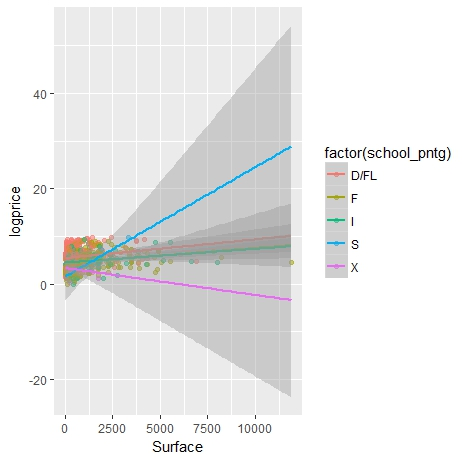 40
20
0
-20
logprice
0
2500
5000
7500
10000
Surface
factor(school_pntg)
D/FL
F
I
S
X